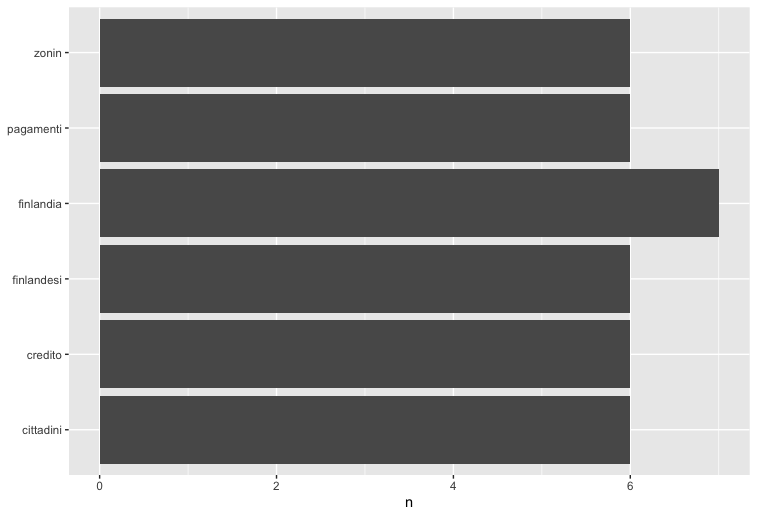 zonin
pagamenti
finlandia
finlandesi
credito
cittadini
0 2 4 6
n